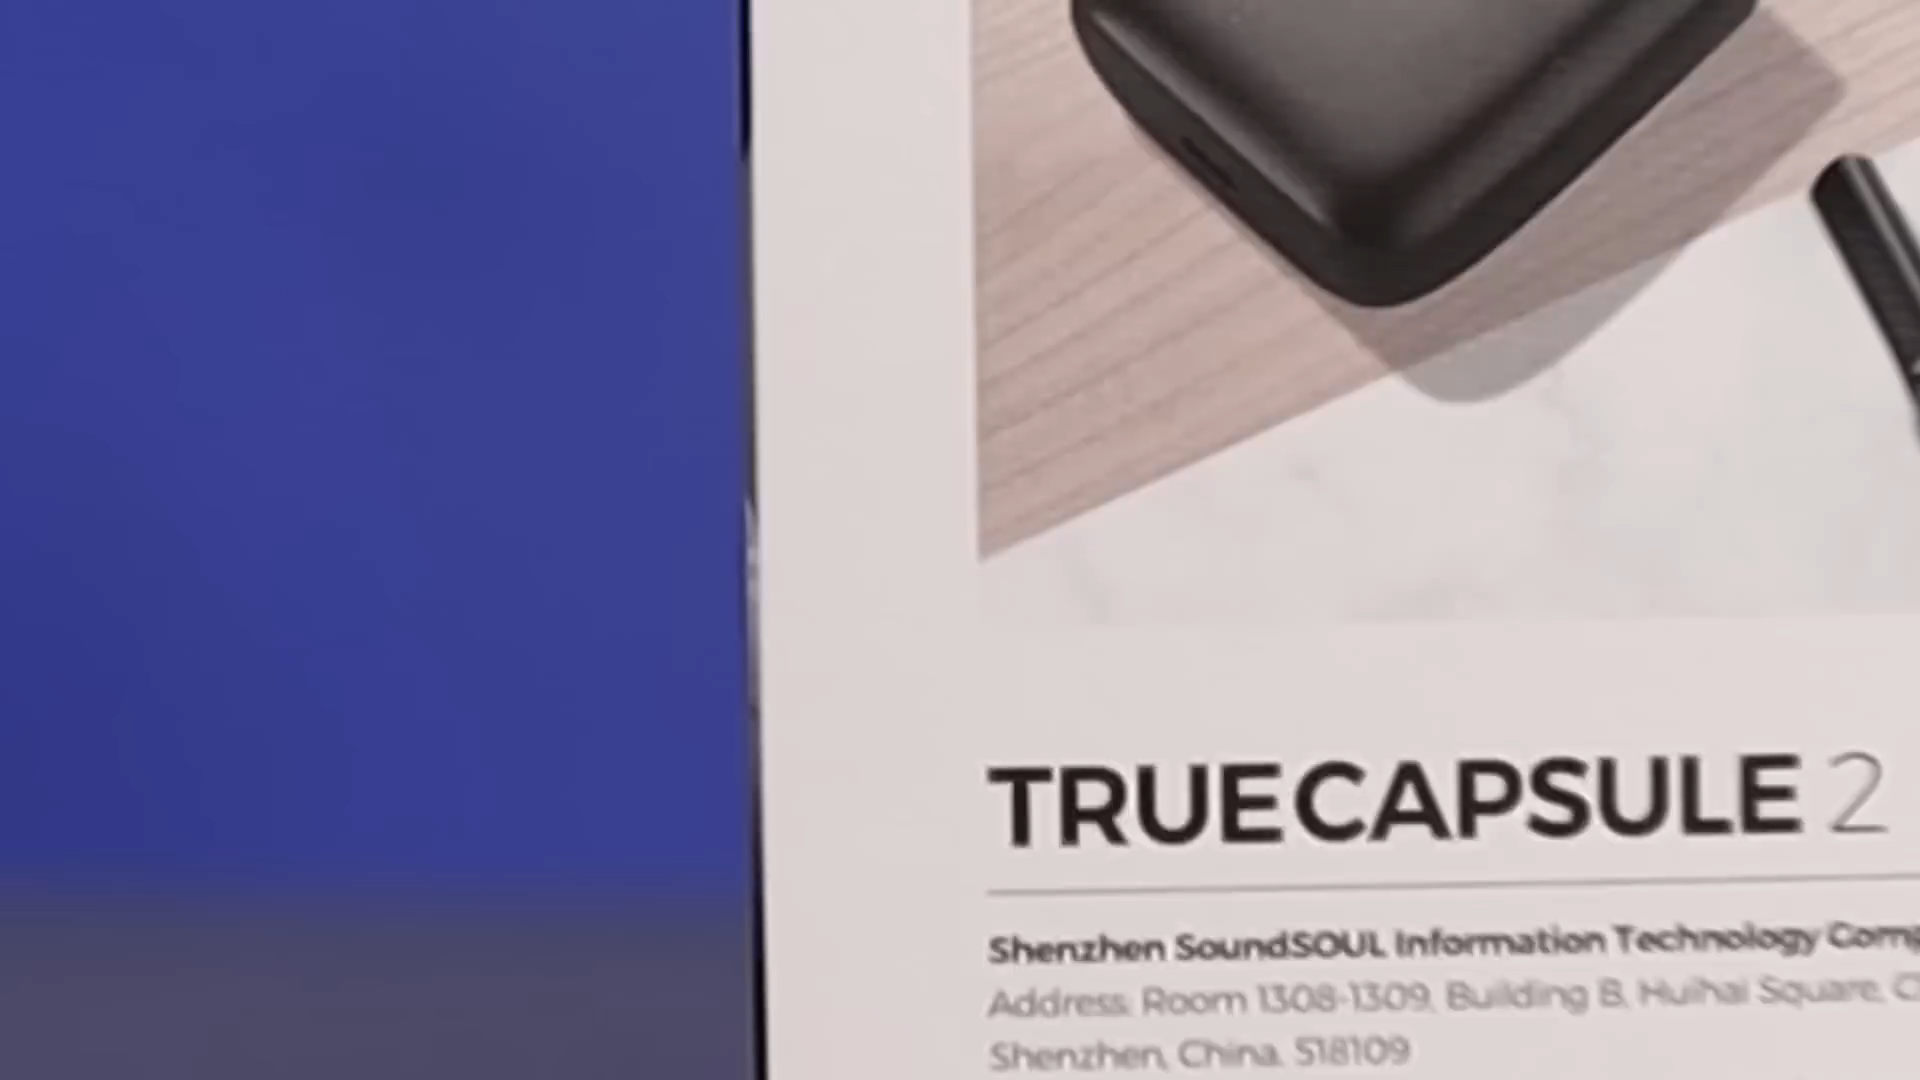 TRUECAPSULE 2
Shenzhen SoundSOUL Information Technology
Address: Room 1308-1309, Building B, Huihai Square,
Shenzhen, China. 518109